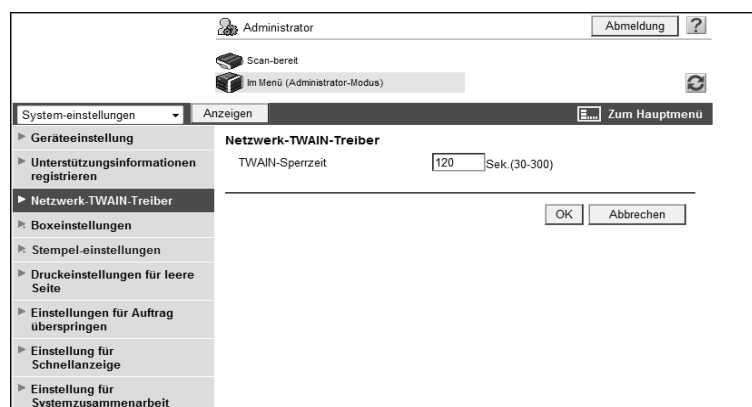 Administrator
Abmeldung
?
Scan-bereit
Im Menü (Administrator-Modus)
System-einstellungen
Anzeigen
Zum Hauptmenü
Geräteeinstellung
Unterstützungsinformationen
registrieren
Netzwerk-TWAIN-Treiber
Boxeinstellungen
Stempel-einstellungen
Druckeinstellungen für leere
Seite
Einstellungen für Auftrag
überspringen
Einstellung für
Schnellanzeige
Einstellung für
Systemzusammenarbeit
Netzwerk-TWAIN-Treiber
TWAIN-Sperrzeit
120
Sek.(30-300)
OK
Abbrechen